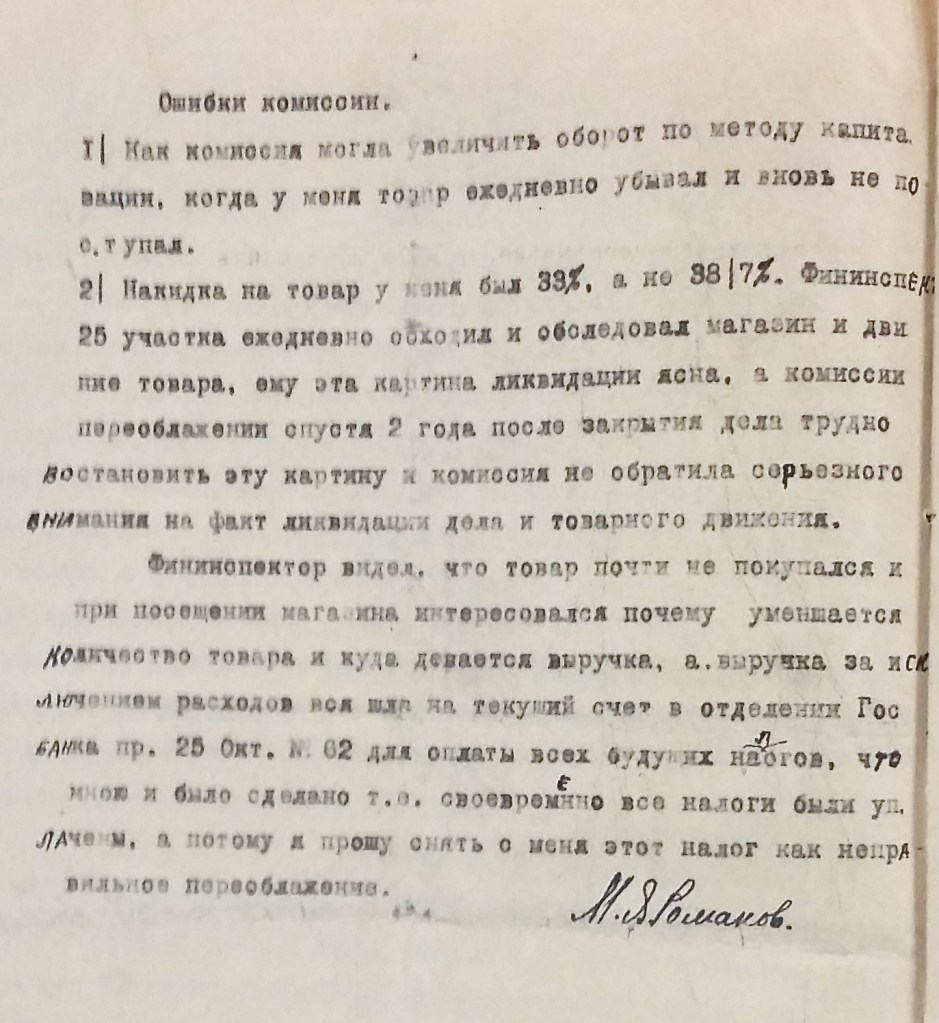 Ошибки комиссии.
1| Как комиссия могла увеличить оборот по методу капита
вации, когда у меня товар ежедневно убывал и вновь не по
с.тупал.
2| Накидка на товар у меня был 33%, а не 38|7%. Фининспек
25 участка ежедневно обходил и обследовал магазин и дви
ние товара, ему эта картина ликвидации ясна, а комиссии
переоблажении спустя 2 года после закрытия дела трудно
востановить эту картину и комиссия не обратила серьезного
внимания на факт ликвидации дела и товарного движения.
Фининспектор видел, что товар почти не покупался и
при посещении магазина интересовался почему уменшается
количество товара и куда девается выручка, а.выручка за иск
лючением расходов вся шла на текущий счет в отделении Гос
банка пр. 25 Окт. № 62 для оплаты всех будущих налогов, что
мною и было сделано т.е. своевременно все налоги были уп.
лачены, а потому я прошу снять с меня этот налог как непра-
вильное переоблажение.
М.Я Романов.